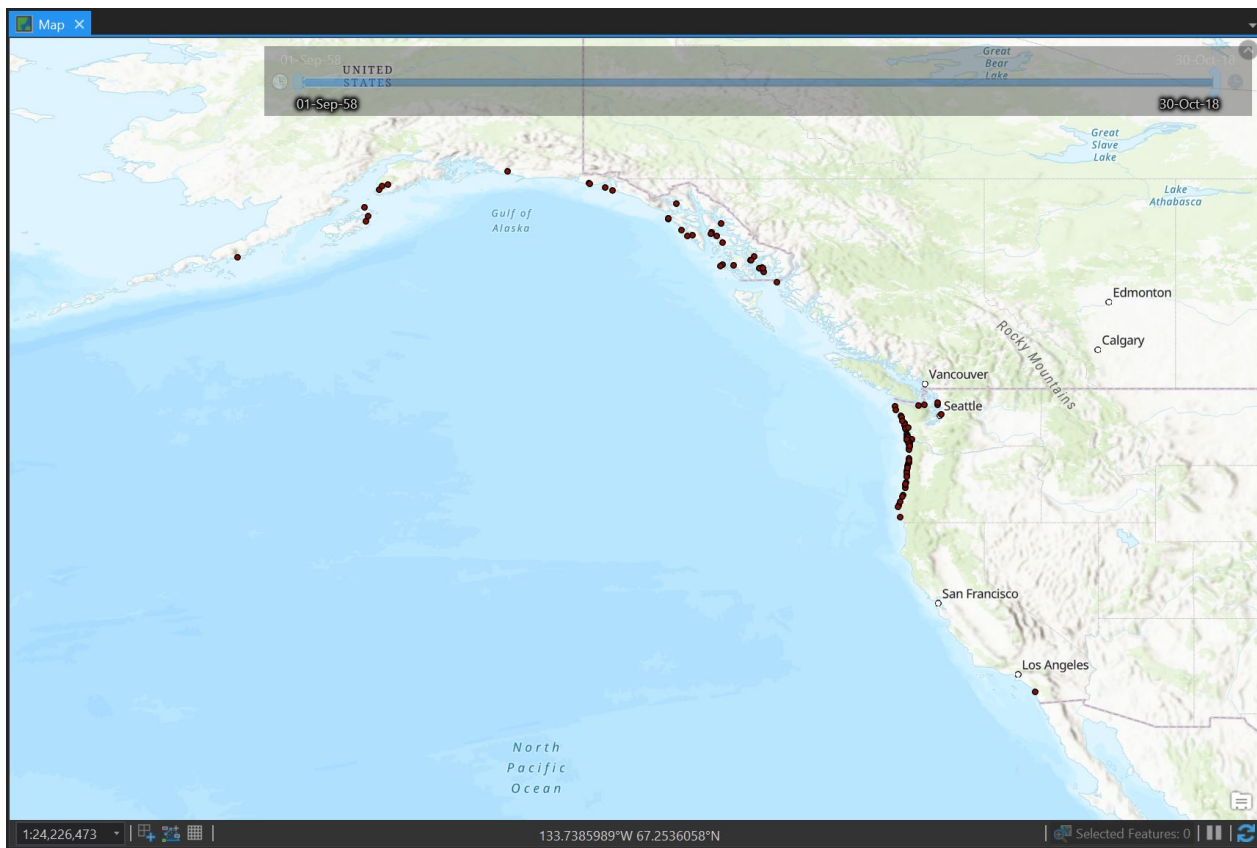 Map
01-Sep-58
30-Oct-18
UNITED
STATES
Great
Bear
Lake
01-Sep-58
30-Oct-18
Great
Slave
Lake
Lake
Athabasca
Gulf of
Alaska
Edmonton
Rocky Mountains
Calgary
Vancouver
Seattle
San Francisco
Los Angeles
North
Pacific
Ocean
1:24,226,473
133.7385989°W 67.2536058°N
Selected Features: 0